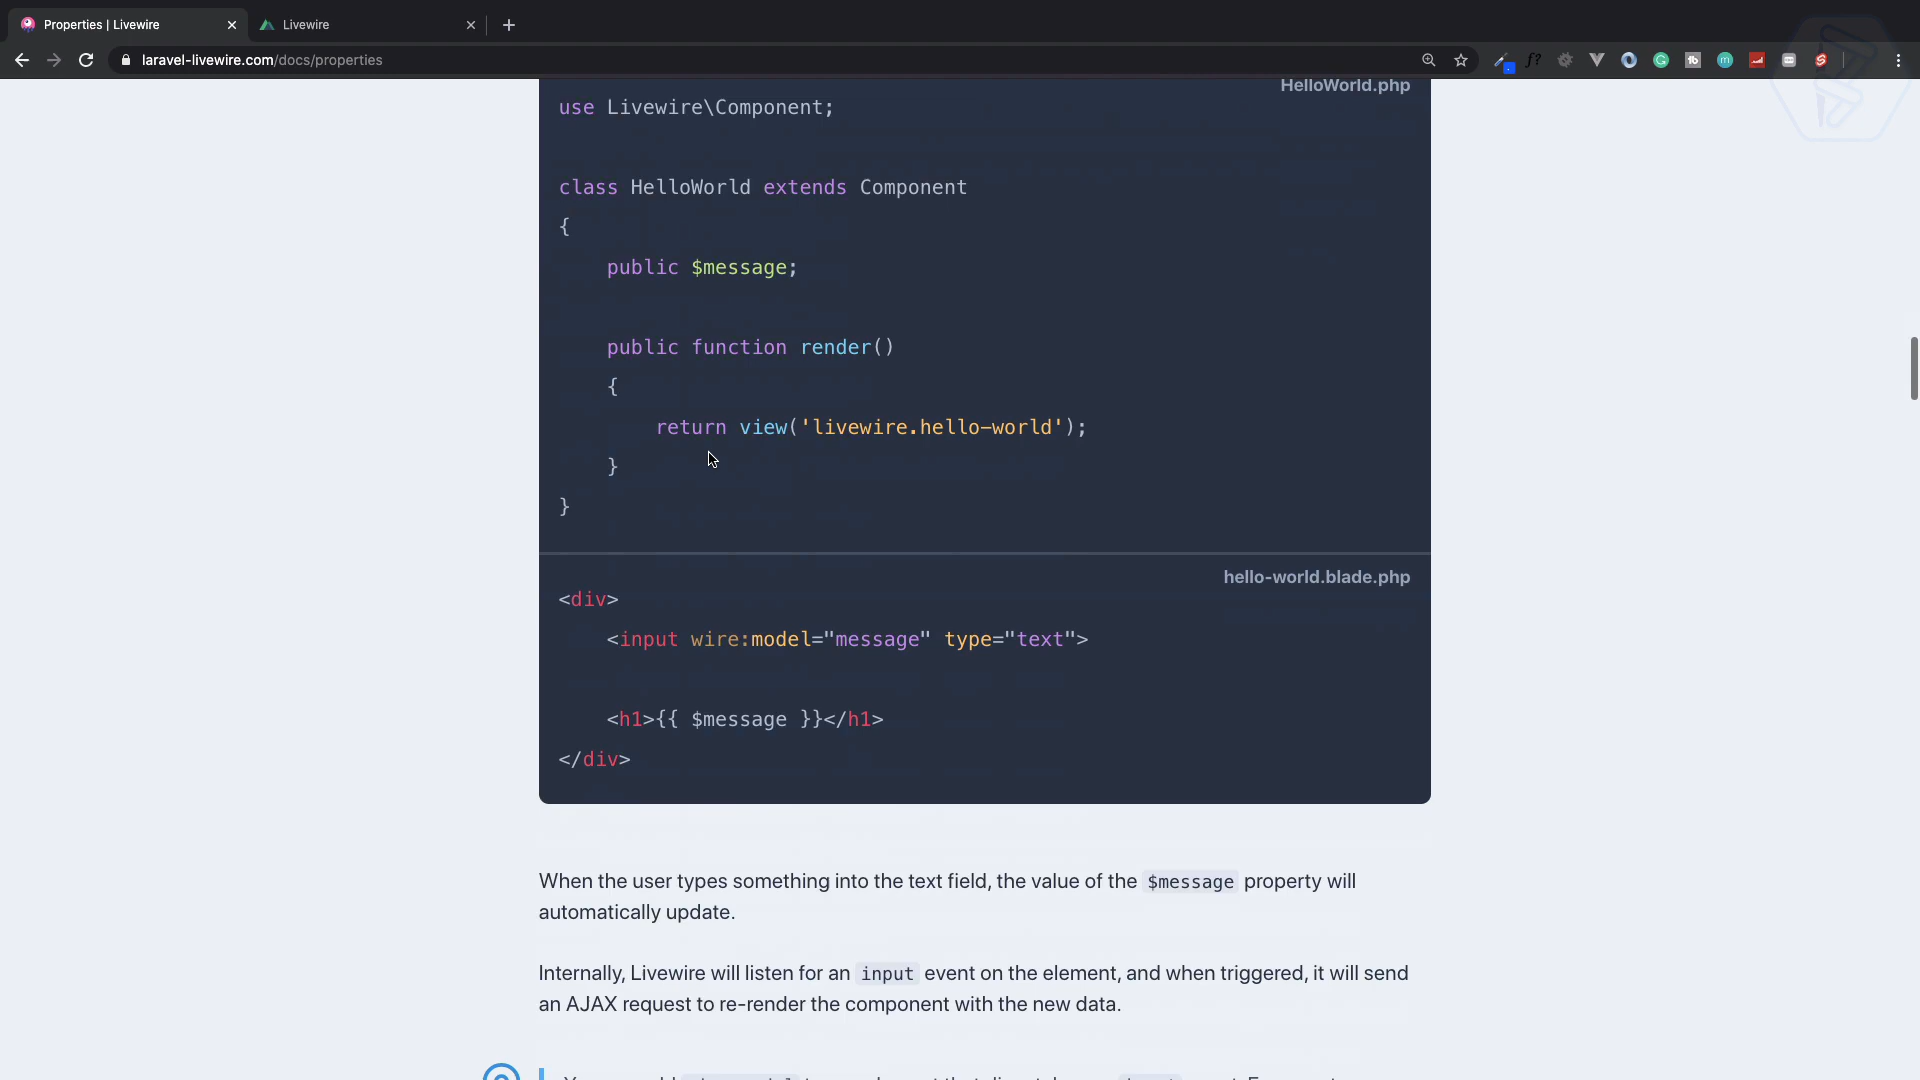 Properties | Livewire
Livewire
laravel-livewire.com/docs/properties
HelloWorld.php
use Livewire\Component;
class HelloWorld extends Component
{
public $message;
public function render()
{
return view('livewire.hello-world');
}
}
hello-world.blade.php
<div>
<input wire:model="message" type="text">
<h1>{{ $message }}</h1>
</div>
When the user types something into the text field, the value of the $message property will
automatically update.
Internally, Livewire will listen for an input event on the element, and when triggered, it will send
an AJAX request to re-render the component with the new data.